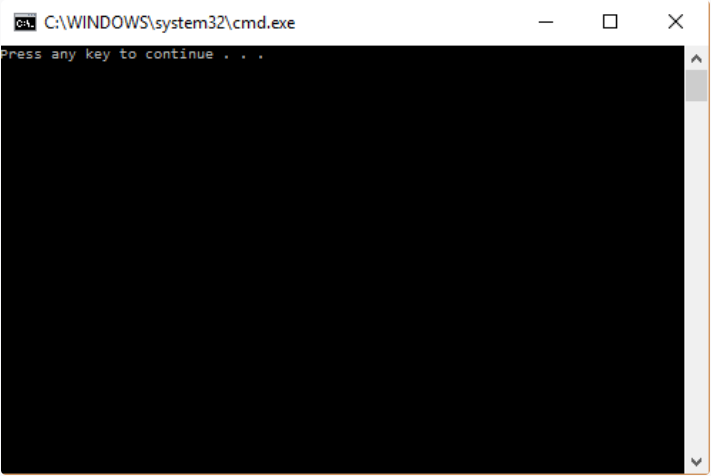 C:\WINDOWS\system32\cmd.exe
Press any key to continue . . .